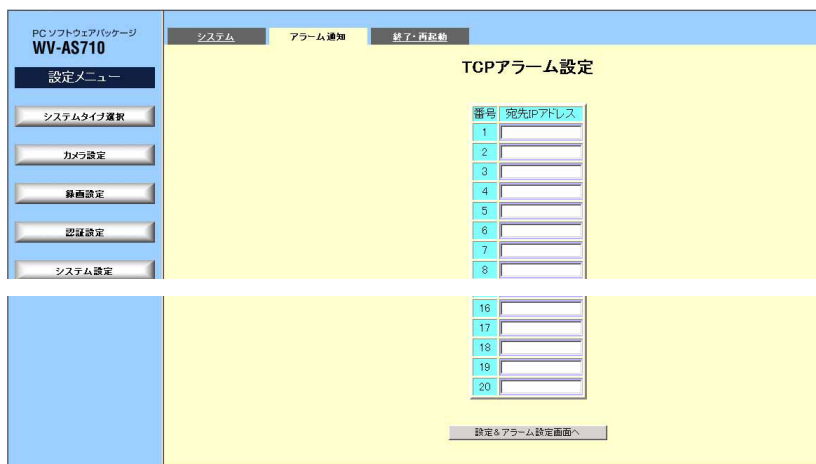 PC ソフトウェアパッケージ
WV-AS710
設定メニュー
システムタイプ選択
カメラ設定
録画設定
認証設定
システム設定
システム
アラーム通知
終了・再起動
TCPアラーム設定
番号 宛先IPアドレス
1
2
3
4
5
6
7
8
16
17
18
19
20
設定&アラーム設定画面へ